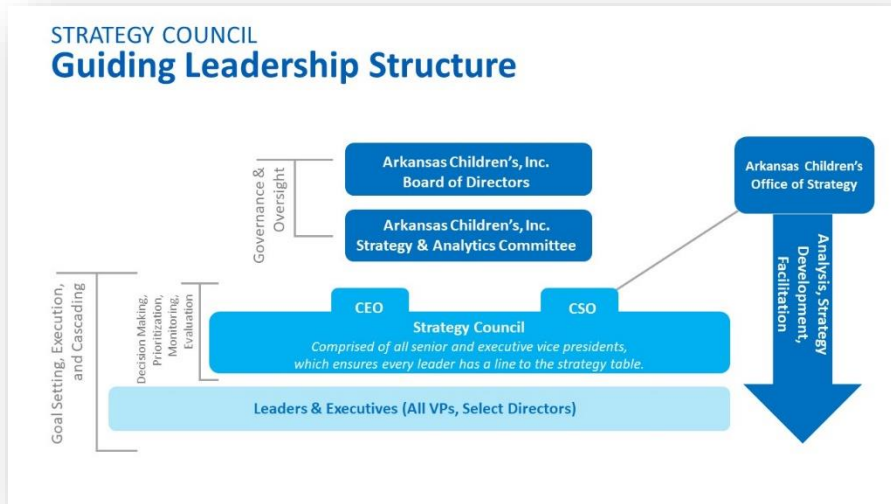 STRATEGY COUNCIL
Guiding Leadership Structure
Arkansas Children's, Inc.
Board of Directors
Arkansas Children's, Inc.
Strategy & Analytics Committee
Governance &
Oversight
Arkansas Children's
Office of Strategy
Analysis, Strategy
Development,
Facilitation
CEO
CSO
Strategy Council
Comprised of all senior and executive vice presidents,
which ensures every leader has a line to the strategy table.
Decision Making,
Prioritization,
Monitoring,
Evaluation
Goal Setting, Execution,
and Cascading
Leaders & Executives (All VPs, Select Directors)